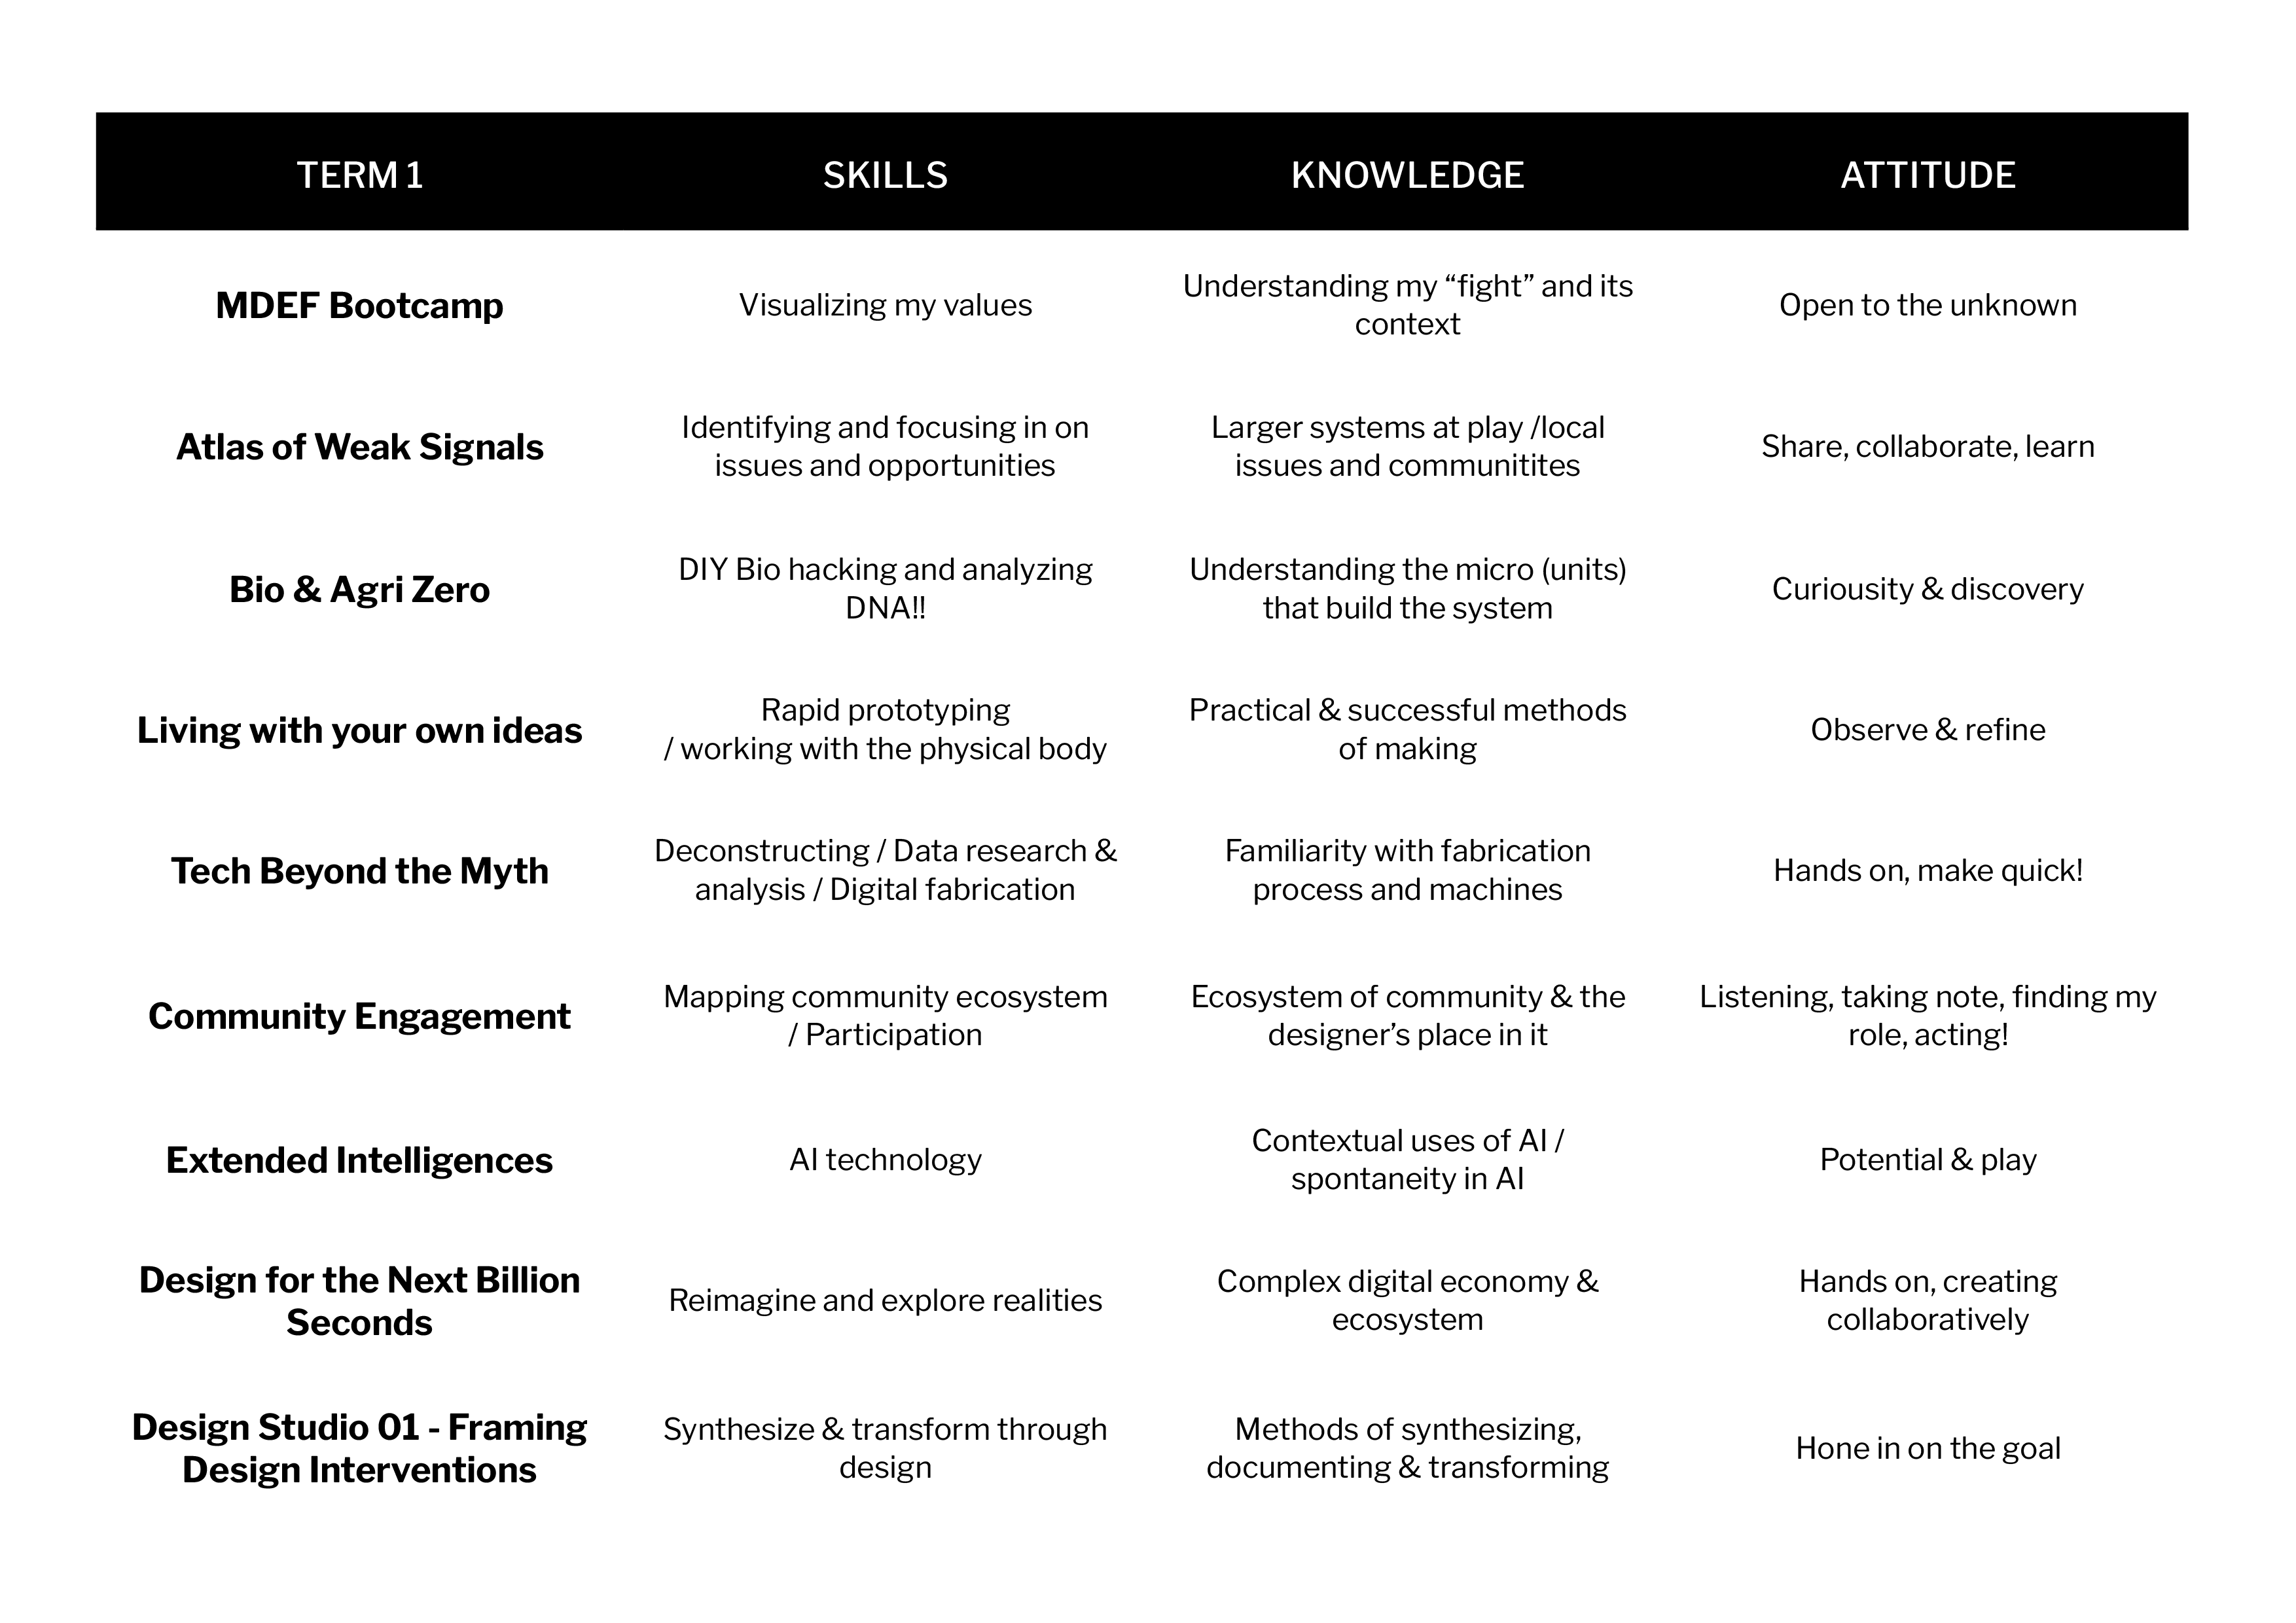 TERM 1 SKILLS KNOWLEDGE ATTITUDE
MDEF Bootcamp
Visualizing my values
Understanding my “fight” and its
context
Open to the unknown
Atlas of Weak Signals
Identifying and focusing in on
issues and opportunities
Larger systems at play /local
issues and communitites
Share, collaborate, learn
Bio & Agri Zero
DIY Bio hacking and analyzing
DNA!!
Understanding the micro (units)
that build the system
Curiousity & discovery
Living with your own ideas
Rapid prototyping
/ working with the physical body
Practical & successful methods
of making
Observe & refine
Tech Beyond the Myth
Deconstructing / Data research &
analysis / Digital fabrication
Familiarity with fabrication
process and machines
Hands on, make quick!
Community Engagement
Mapping community ecosystem
/ Participation
Ecosystem of community & the
designer’s place in it
Listening, taking note, finding my
role, acting!
Extended Intelligences
AI technology
Contextual uses of AI /
spontaneity in AI
Potential & play
Design for the Next Billion
Seconds
Reimagine and explore realities
Complex digital economy &
ecosystem
Hands on, creating
collaboratively
Design Studio 01 - Framing
Design Interventions
Synthesize & transform through
design
Methods of synthesizing,
documenting & transforming
Hone in on the goal